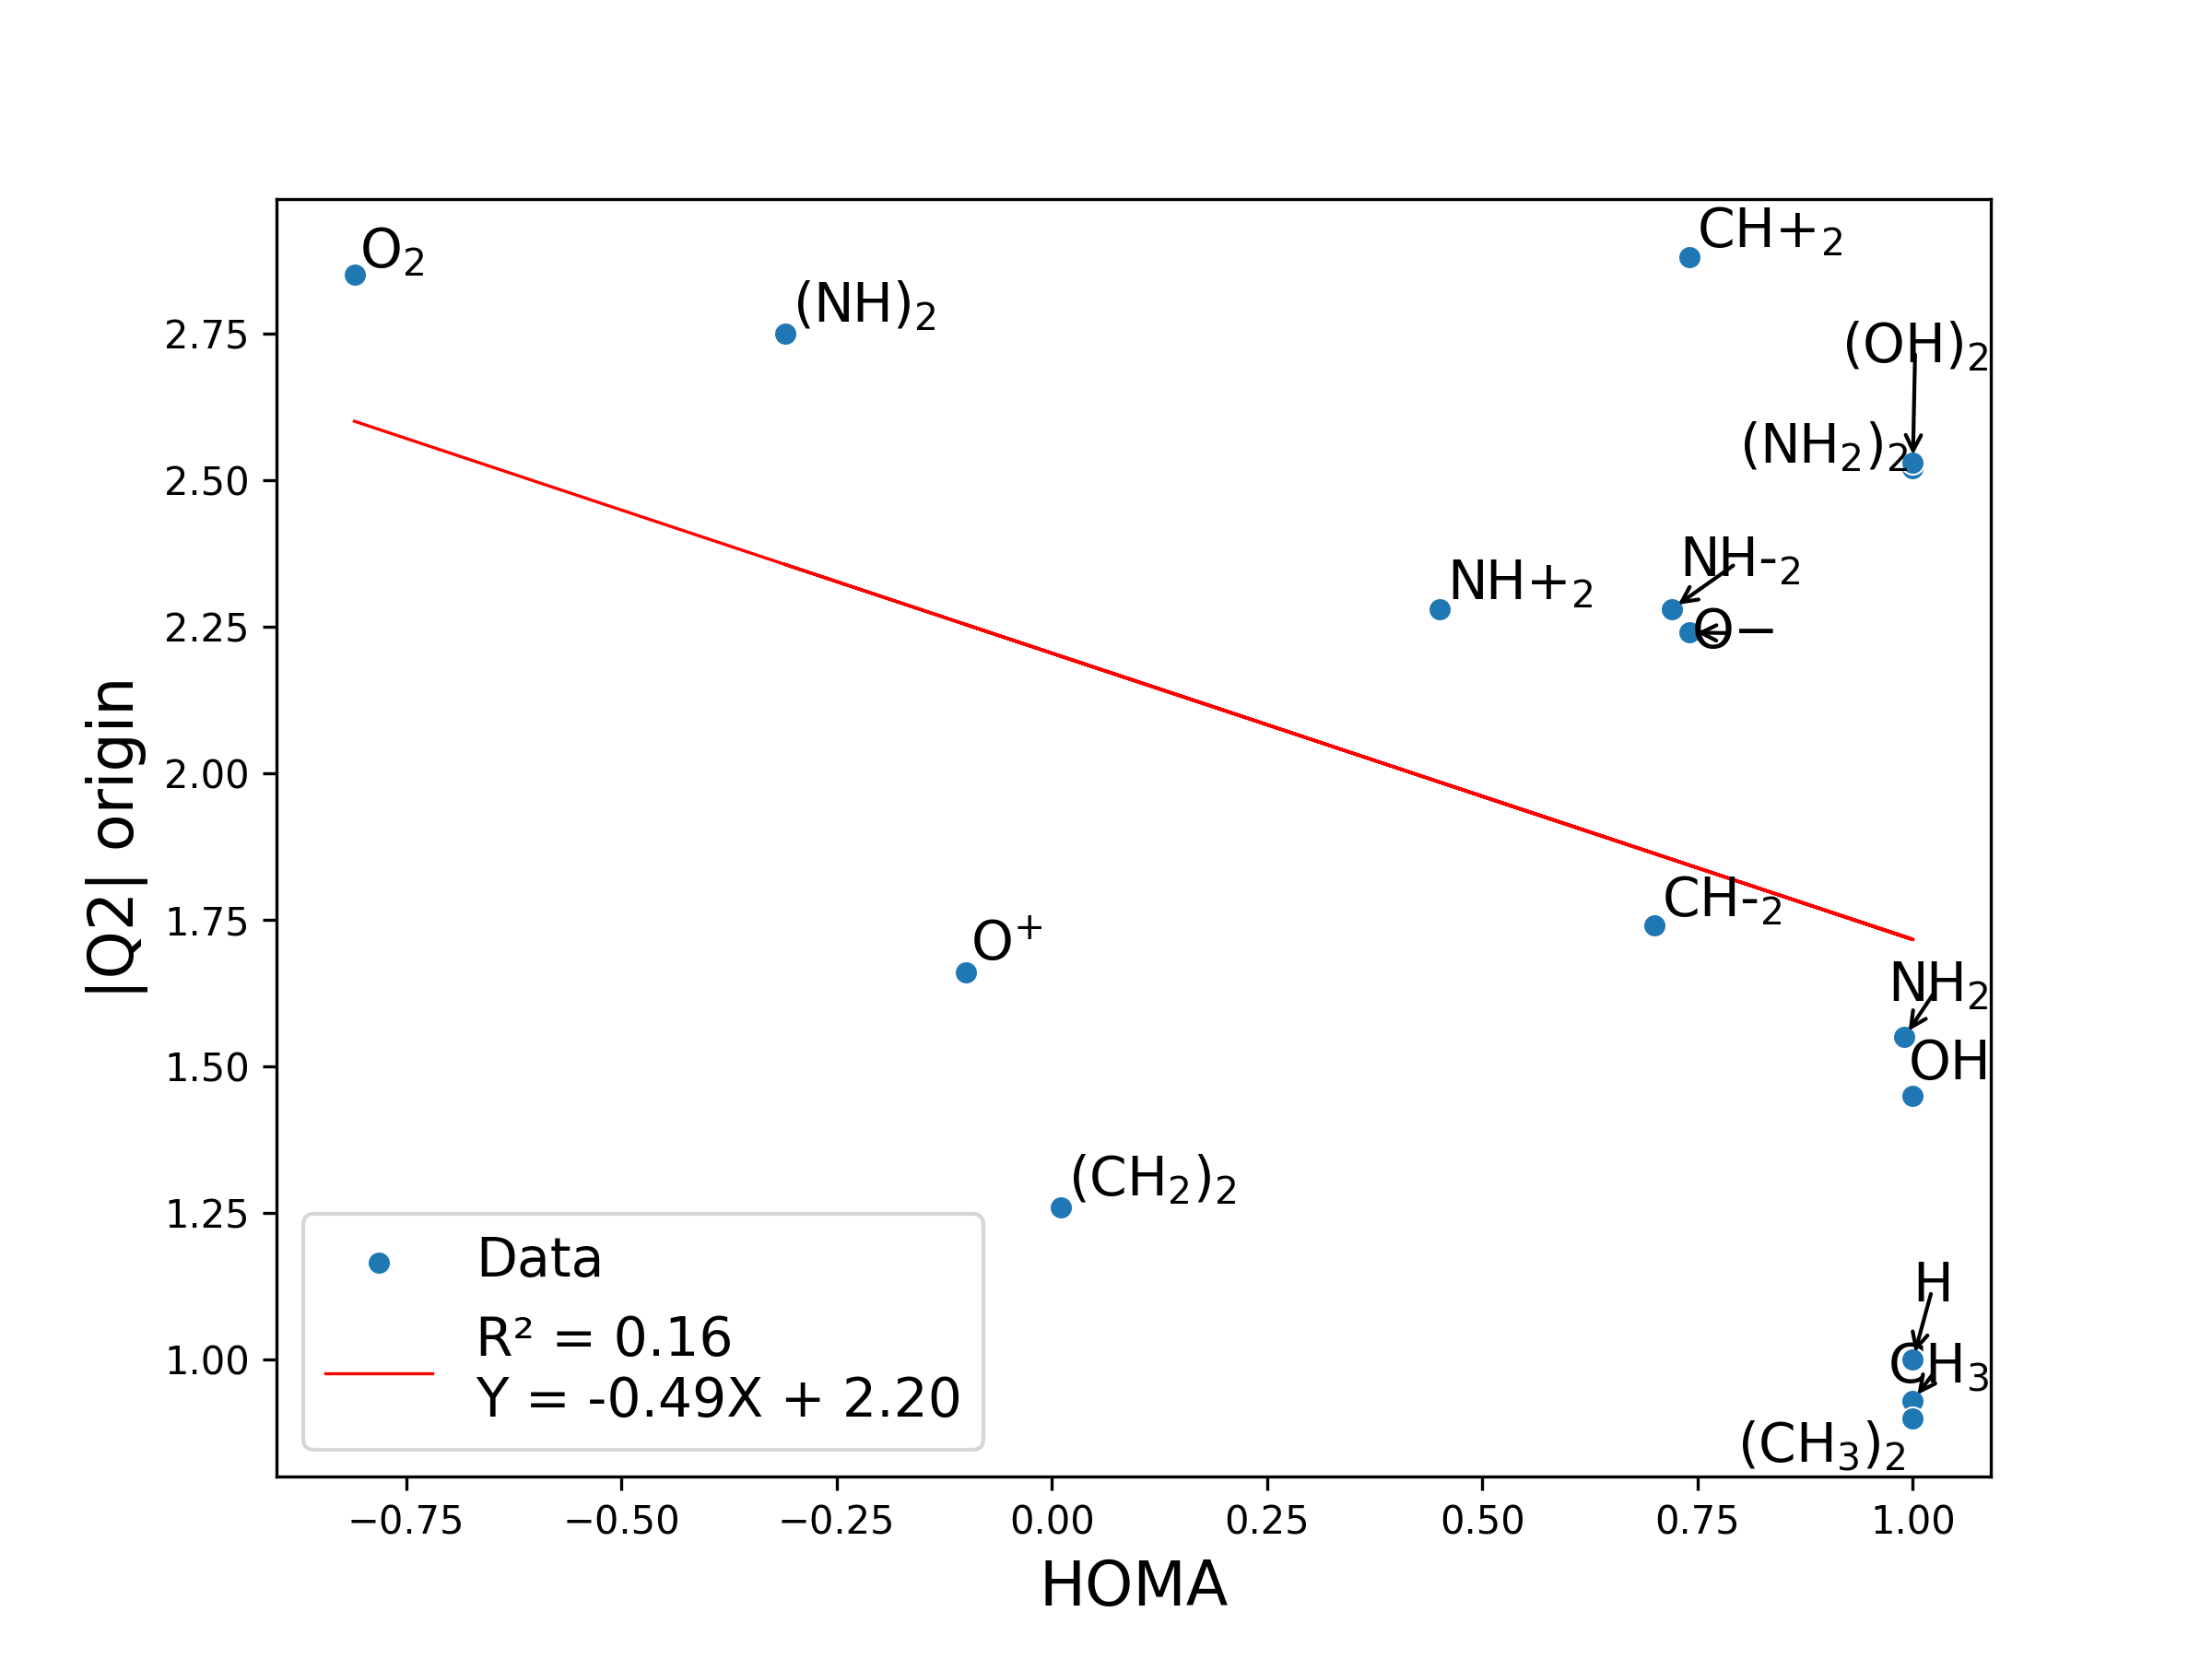 O₂
CH+₂
(NH)₂
(OH)₂
(NH₂)₂
NH-₂
NH+₂
O−
CH-₂
O⁺
NH₂
OH
(CH₂)₂
H
CH₃
(CH₃)₂
|Q2| origin
2.75
2.50
2.25
2.00
1.75
1.50
1.25
1.00
Data
R² = 0.16
Y = -0.49X + 2.20
−0.75 −0.50 −0.25 0.00 0.25 0.50 0.75 1.00
HOMA